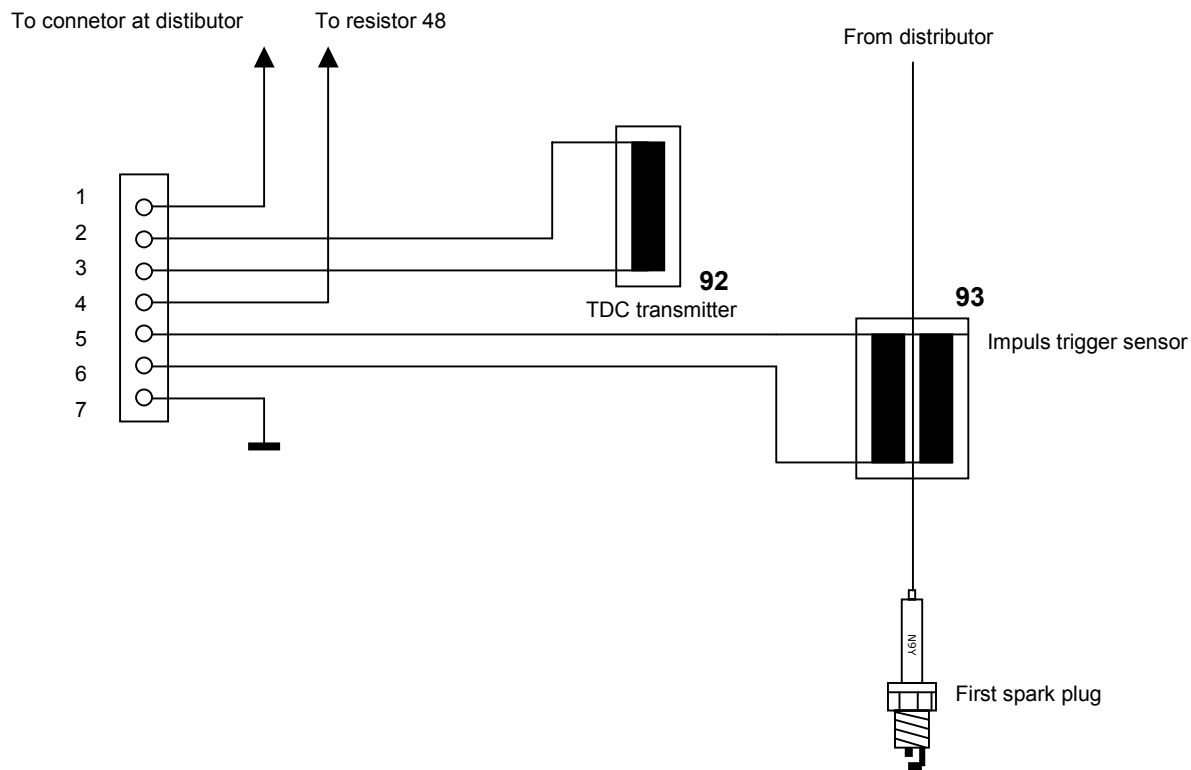 To connetor at distibutor
To resistor 48
From distributor
1
2
3
4
5
6
7
92
TDC transmitter
93
Impuls trigger sensor
N9Y
First spark plug